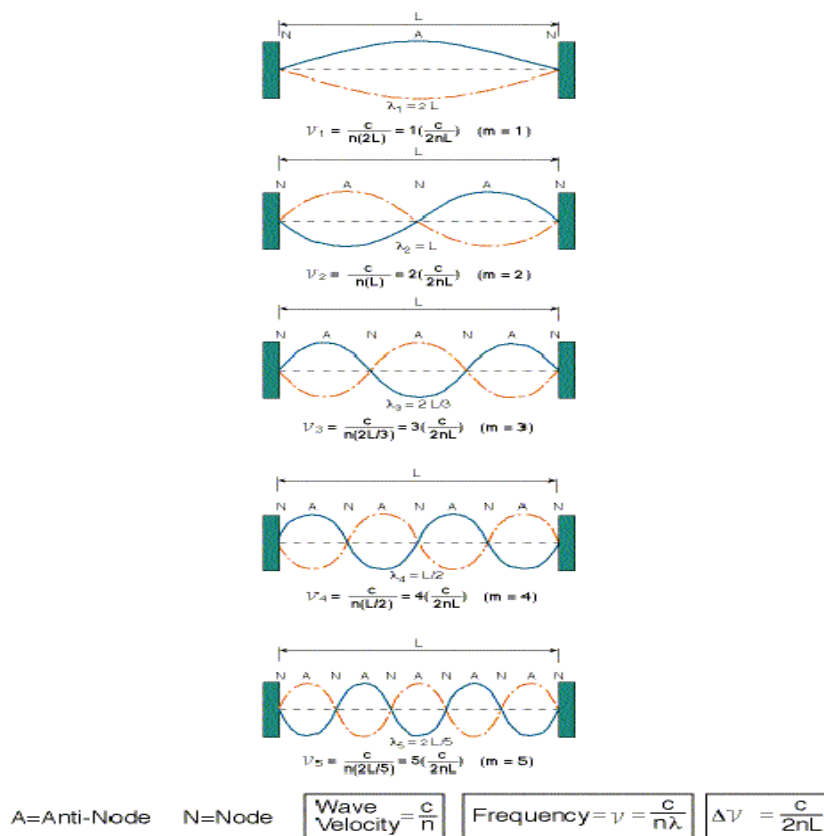 L
N A N
λ₁ = 2 L
ν₁ = c/n(2L) = 1(c/2nL) (m = 1)
L
N A N A N
λ₂ = L
ν₂ = c/n(L) = 2(c/2nL) (m = 2)
L
N A N A N A N
λ₃ = 2 L/3
ν₃ = c/n(2L/3) = 3(c/2nL) (m = 3)
L
N A N A N A N A N
λ₄ = L/2
ν₄ = c/n(L/2) = 4(c/2nL) (m = 4)
L
N A N A N A N A N A N
λ₅ = 2 L/5
ν₅ = c/n(2L/5) = 5(c/2nL) (m = 5)
A=Anti-Node N=Node Wave Velocity = c/n Frequency = ν = c/nλ Δν = c/2nL